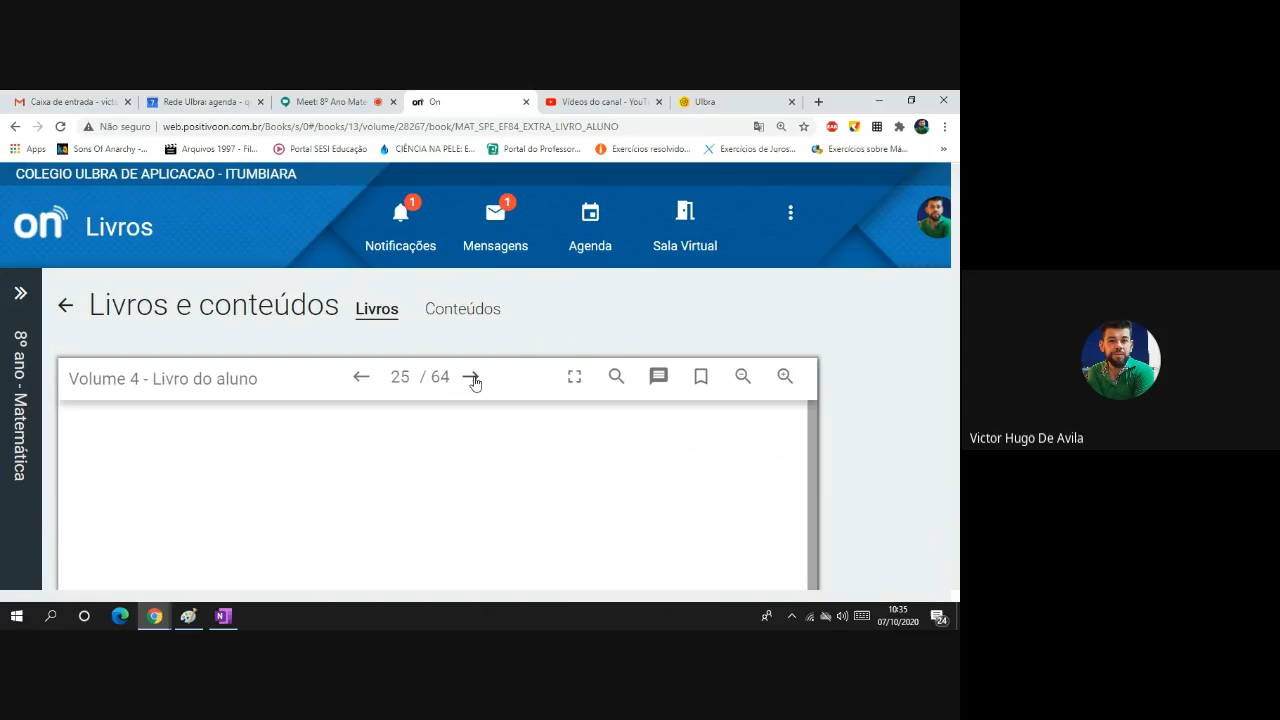 Caixa de entrada - victo
Rede Ulbra: agenda - q
Meet: 8º Ano Mate
On
Vídeos do canal - YouTu
Ulbra
Não seguro
web.positivoon.com.br/Books/s/0#/books/13/volume/28267/book/MAT_SPE_EF84_EXTRA_LIVRO_ALUNO
Apps
Sons Of Anarchy -...
Arquivos 1997 - Fil...
Portal SESI Educação
CIÊNCIA NA PELE: E...
Portal do Professor...
Exercícios resolvido...
Exercícios de Juros...
Exercícios sobre Má...
COLEGIO ULBRA DE APLICACAO - ITUMBIARA
on
Livros
1
Notificações
1
Mensagens
Agenda
Sala Virtual
Livros e conteúdos
Livros
Conteúdos
8º ano - Matemática
Volume 4 - Livro do aluno
25 / 64
Victor Hugo De Avila
10:35
07/10/2020
24